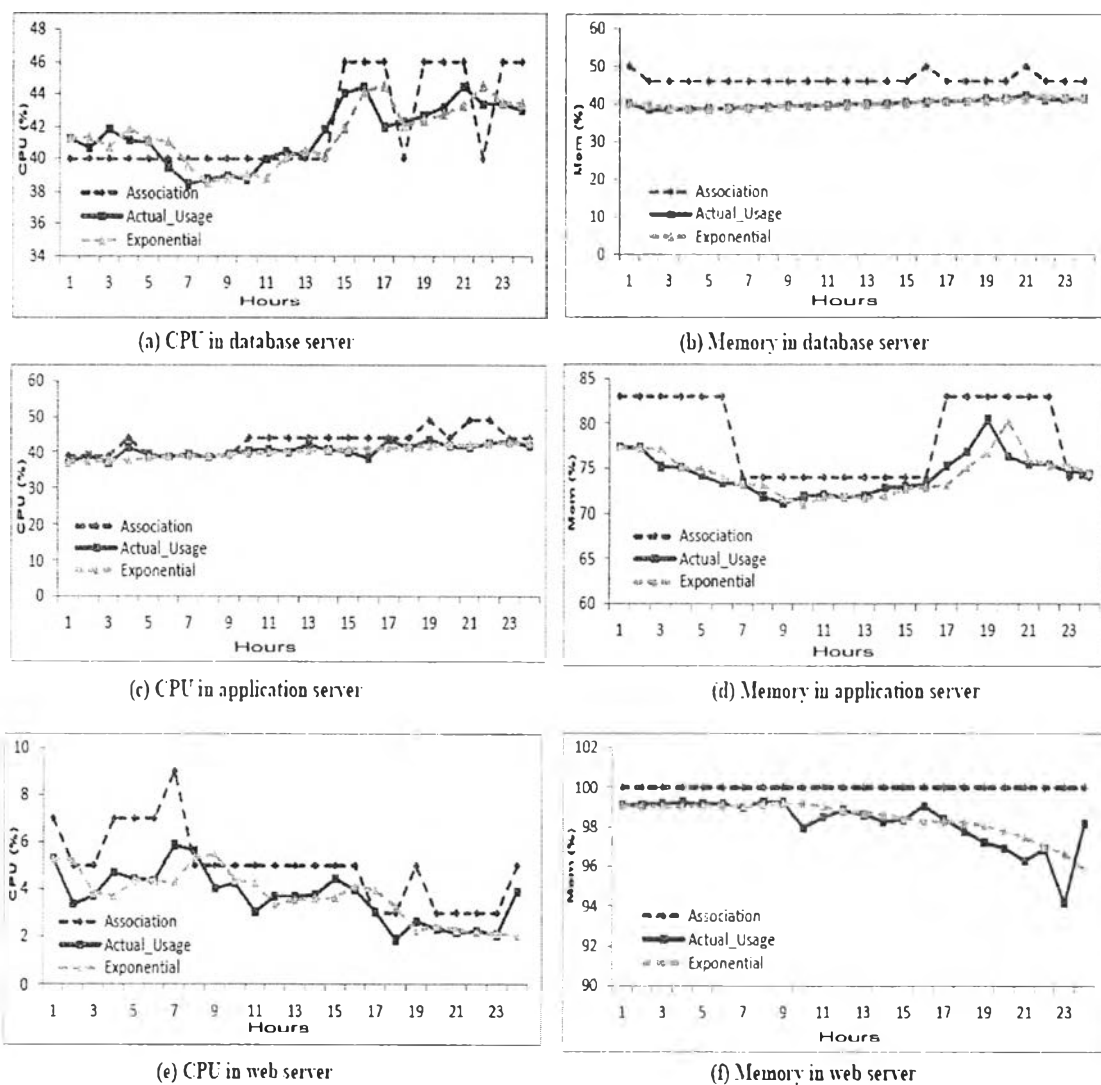 48
46
44
42
40
38
36
34
CPU (%)
Association
Actual_Usage
Exponential
1 3 5 7 9 11 13 15 17 19 21 23
Hours
(a) CPU in database server
60
50
40
30
20
10
0
Mem (%)
Association
Actual_Usage
Exponential
1 3 5 7 9 11 13 15 17 19 21 23
Hours
(b) Memory in database server
60
50
40
30
20
10
0
CPU (%)
Association
Actual_Usage
Exponential
1 3 5 7 9 11 13 15 17 19 21 23
Hours
(c) CPU in application server
85
80
75
70
65
60
Mem (%)
Association
Actual_Usage
Exponential
1 3 5 7 9 11 13 15 17 19 21 23
Hours
(d) Memory in application server
10
8
6
4
2
0
CPU (%)
Association
Actual_Usage
Exponential
1 3 5 7 9 11 13 15 17 19 21 23
Hours
(e) CPU in web server
102
100
98
96
94
92
90
Mem (%)
Association
Actual_Usage
Exponential
1 3 5 7 9 11 13 15 17 19 21 23
Hours
(f) Memory in web server